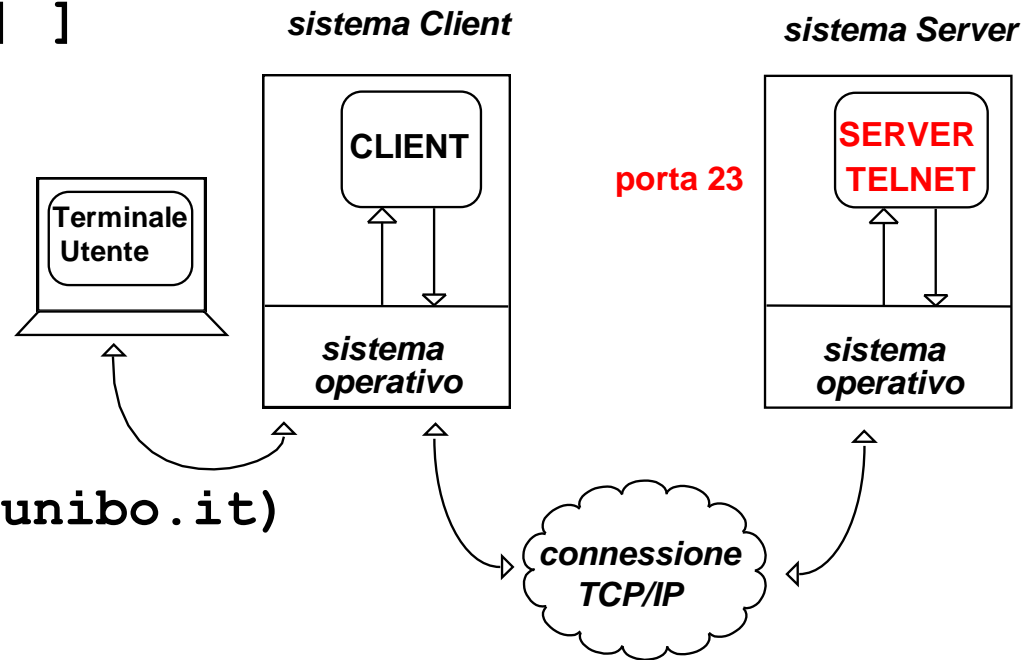 ]
sistema Client
sistema Server
CLIENT
SERVER
TELNET
porta 23
Terminale
Utente
sistema
operativo
sistema
operativo
unibo.it)
connessione
TCP/IP